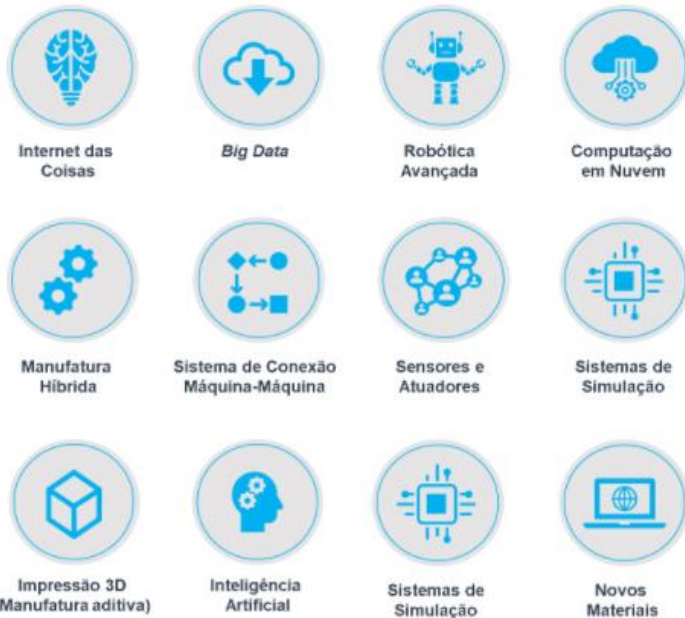 Internet das
Coisas
Big Data
Robótica
Avançada
Computação
em Nuvem
Manufatura
Híbrida
Sistema de Conexão
Máquina-Máquina
Sensores e
Atuadores
Sistemas de
Simulação
Impressão 3D
Manufatura aditiva)
Inteligência
Artificial
Sistemas de
Simulação
Novos
Materiais